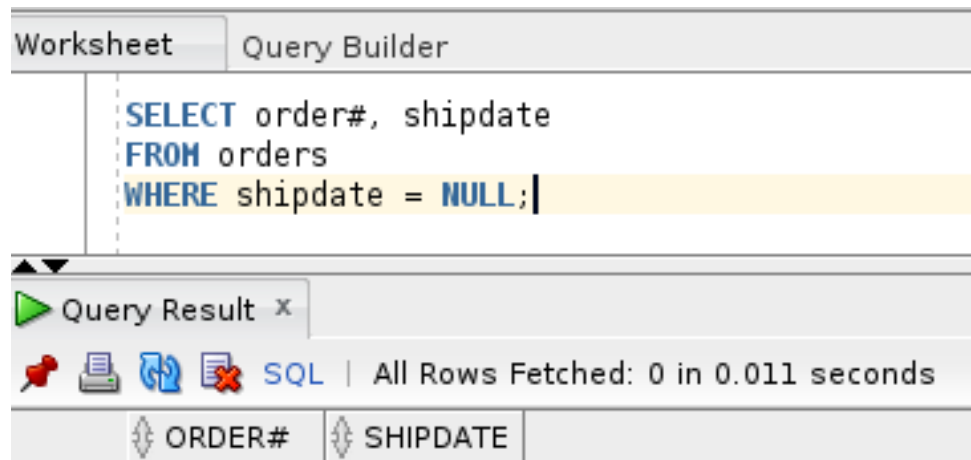 Worksheet Query Builder
SELECT order#, shipdate
FROM orders
WHERE shipdate = NULL;
Query Result x
SQL | All Rows Fetched: 0 in 0.011 seconds
ORDER# SHIPDATE